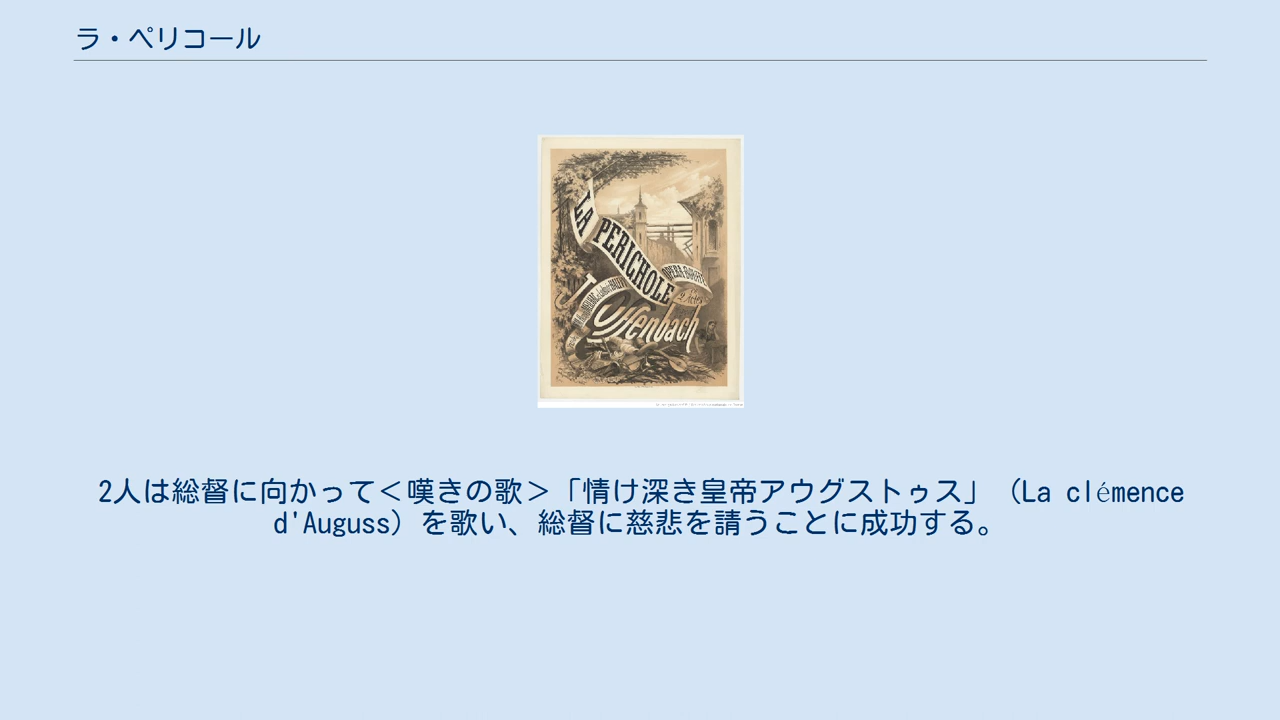 ラ・ペリコール
LA PERICHOLE
Offenbach
2人は総督に向かって＜嘆きの歌＞「情け深き皇帝アウグストゥス」（La clémence
d'Auguss）を歌い、総督に慈悲を請うことに成功する。